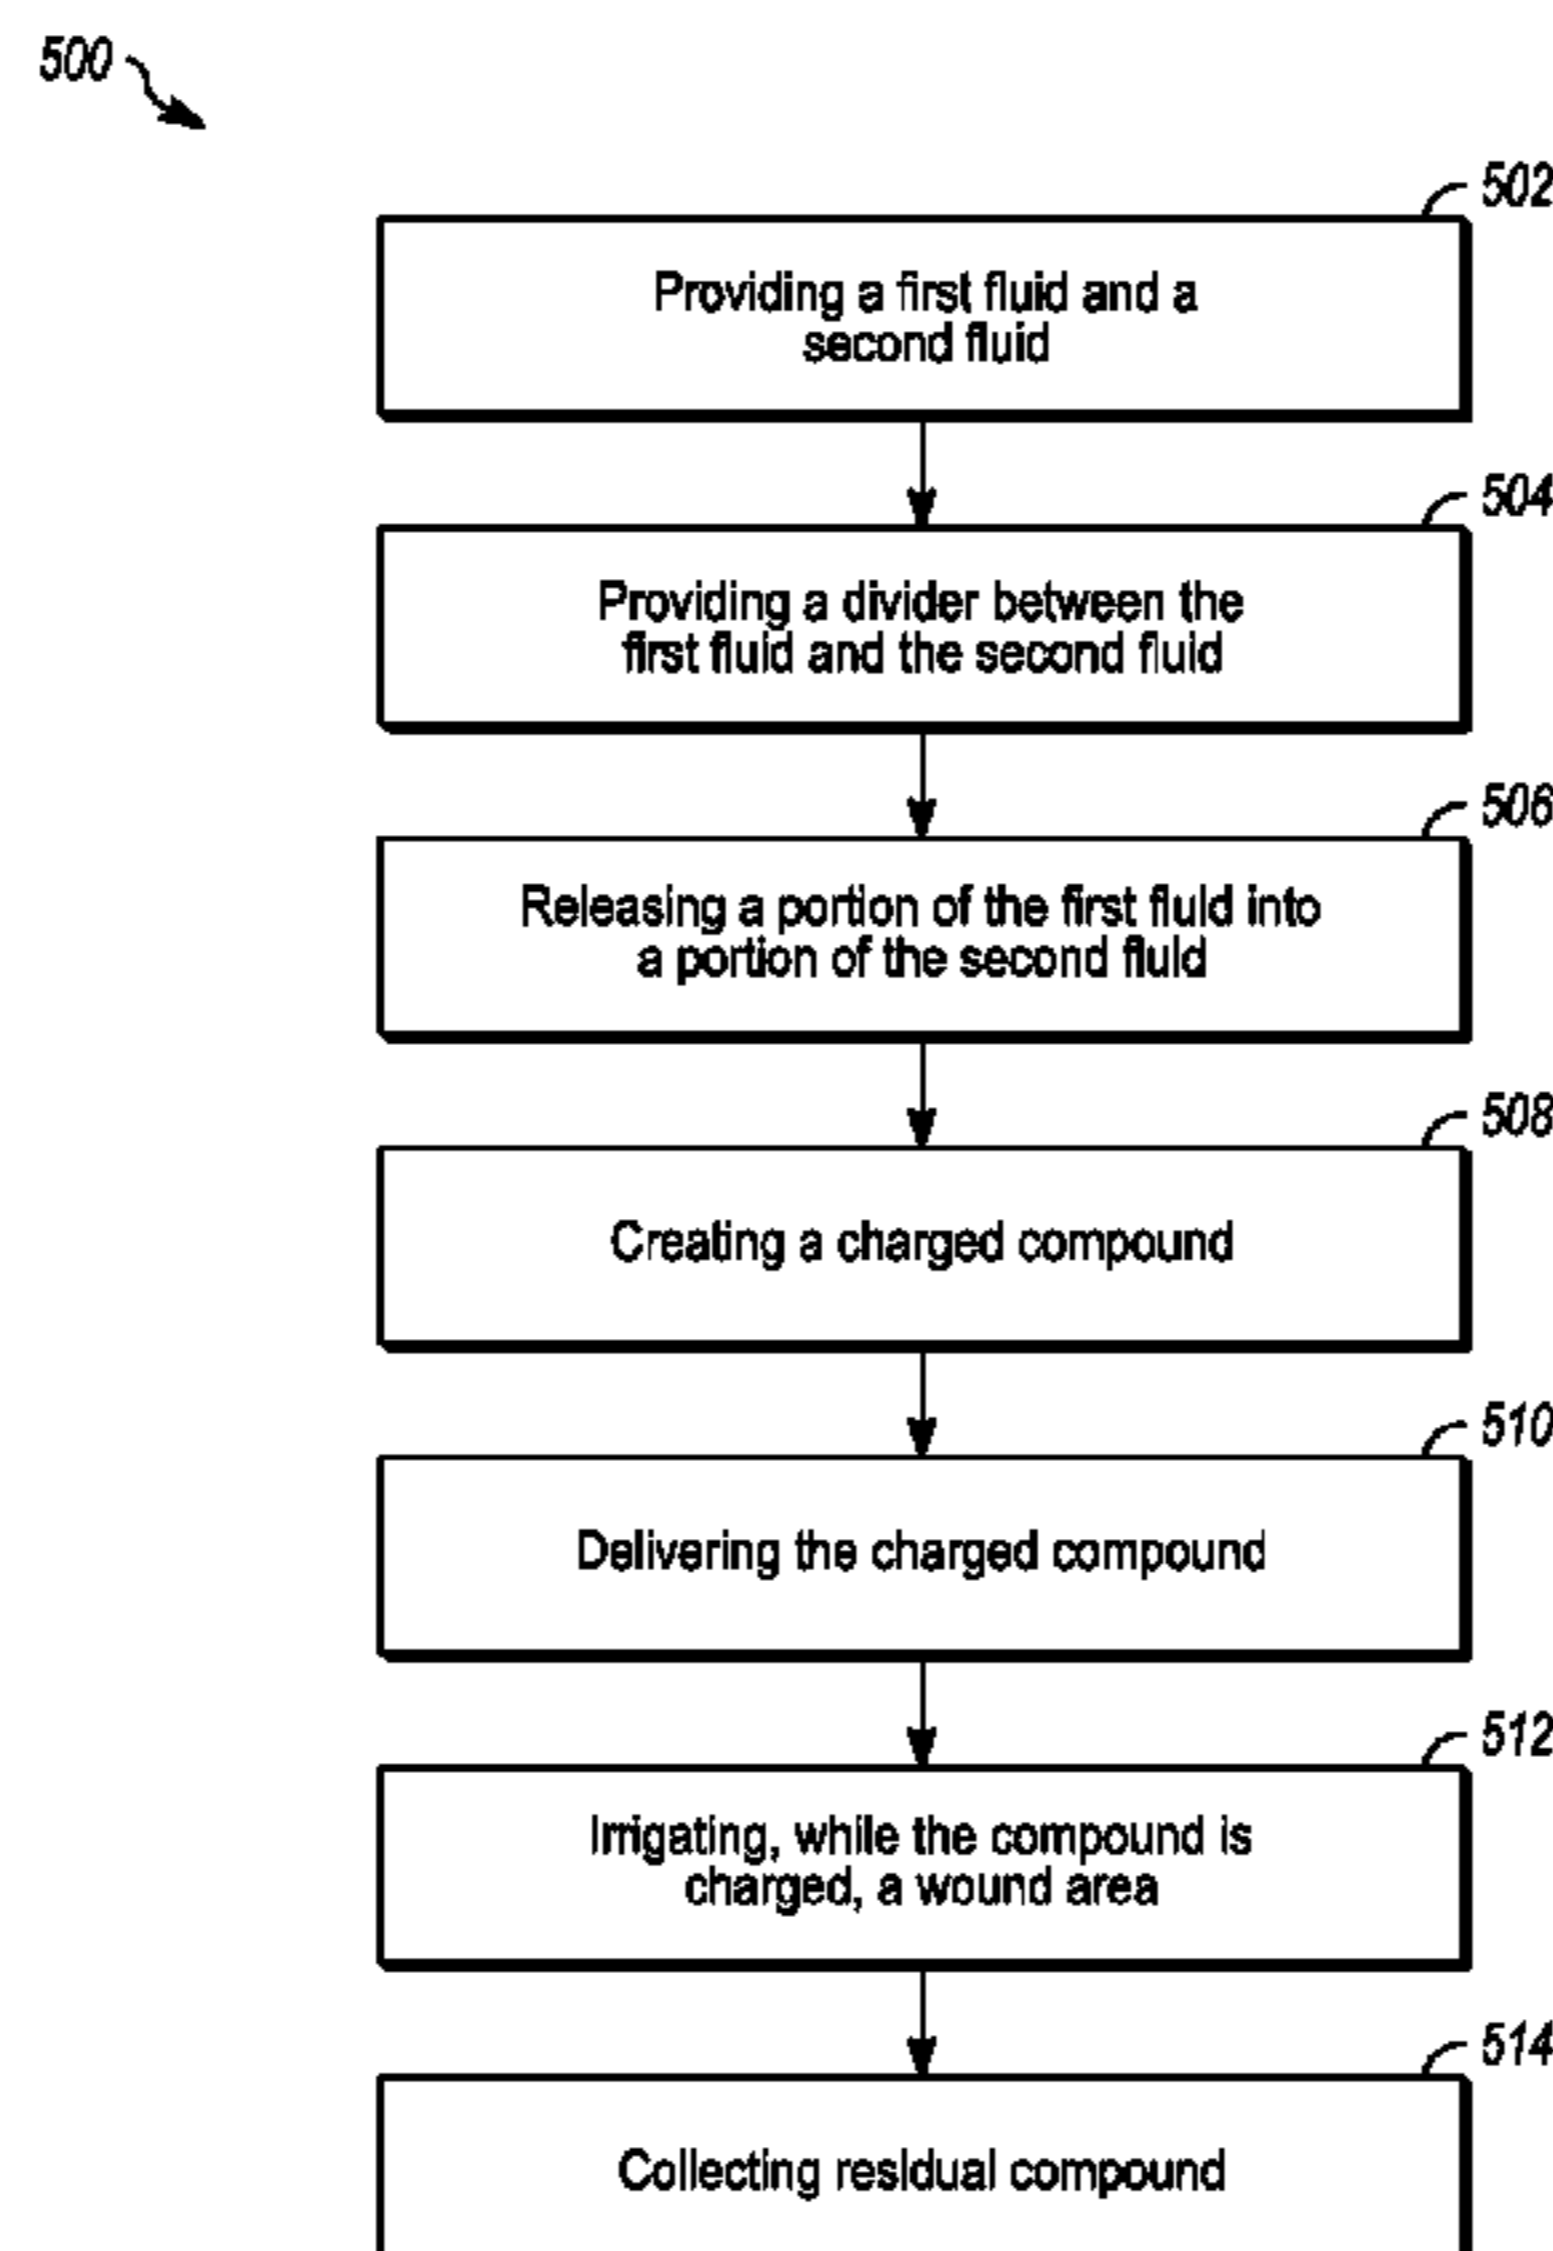 500
502
Providing a first fluid and a
second fluid
504
Providing a divider between the
first fluid and the second fluid
506
Releasing a portion of the first fluid into
a portion of the second fluid
508
Creating a charged compound
510
Delivering the charged compound
512
Irrigating, while the compound is
charged, a wound area
514
Collecting residual compound